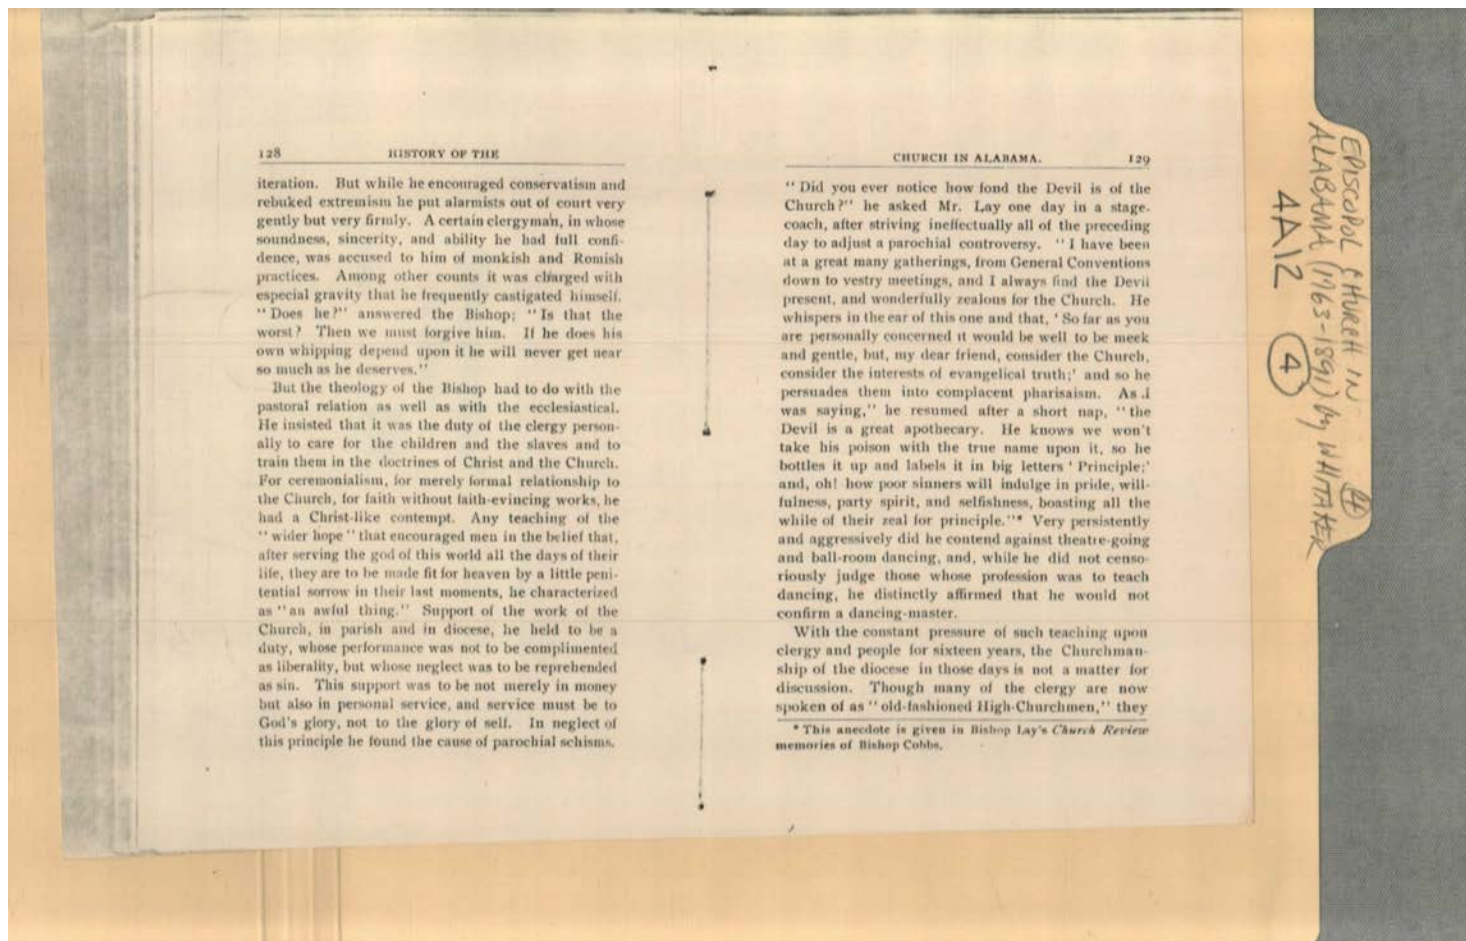 128 HISTORY OF THE
iteration. But while he encouraged conservatism and
rebuked extremism he put alarmists out of court very
gently but very firmly. A certain clergyman, in whose
soundness, sincerity, and ability he had full confi-
dence, was accused to him of monkish and Romish
practices. Among other counts it was charged with
especial gravity that he frequently castigated himself.
"Does he?" answered the Bishop; "Is that the
worst? Then we must forgive him. If he does his
own whipping depend upon it he will never get near
so much as he deserves."
But the theology of the Bishop had to do with the
pastoral relation as well as with the ecclesiastical.
He insisted that it was the duty of the clergy person-
ally to care for the children and the slaves and to
train them in the doctrines of Christ and the Church.
For ceremonialism, for merely formal relationship to
the Church, for faith without faith-evincing works, he
had a Christ-like contempt. Any teaching of the
"wider hope" that encouraged men in the belief that,
after serving the god of this world all the days of their
life, they are to be made fit for heaven by a little peni-
tential sorrow in their last moments, he characterized
as "an awful thing." Support of the work of the
Church, in parish and in diocese, he held to be a
duty, whose performance was not to be complimented
as liberality, but whose neglect was to be reprehended
as sin. This support was to be not merely in money
but also in personal service, and service must be to
God's glory, not to the glory of self. In neglect of
this principle he found the cause of parochial schisms.
CHURCH IN ALABAMA. 129
"Did you ever notice how fond the Devil is of the
Church?" he asked Mr. Lay one day in a stage-
coach, after striving ineffectually all of the preceding
day to adjust a parochial controversy. "I have been
at a great many gatherings, from General Conventions
down to vestry meetings, and I always find the Devil
present, and wonderfully zealous for the Church. He
whispers in the ear of this one and that, 'So far as you
are personally concerned it would be well to be meek
and gentle, but, my dear friend, consider the Church,
consider the interests of evangelical truth;' and so he
persuades them into complacent pharisaism. As I
was saying," he resumed after a short nap, "the
Devil is a great apothecary. He knows we won't
take his poison with the true name upon it, so he
bottles it up and labels it in big letters 'Principle;'
and, oh! how poor sinners will indulge in pride, will-
fulness, party spirit, and selfishness, boasting all the
while of their zeal for principle."* Very persistently
and aggressively did he contend against theatre-going
and ball-room dancing, and, while he did not censo-
riously judge those whose profession was to teach
dancing, he distinctly affirmed that he would not
confirm a dancing-master.
With the constant pressure of such teaching upon
clergy and people for sixteen years, the Churchman-
ship of the diocese in those days is not a matter for
discussion. Though many of the clergy are now
spoken of as "old-fashioned High-Churchmen," they
* This anecdote is given in Bishop Lay's Church Review
memories of Bishop Cobbs.
EPISCOPOL CHURCH IN
ALABAMA (1763-1891) by WHITAKER
4A12 4